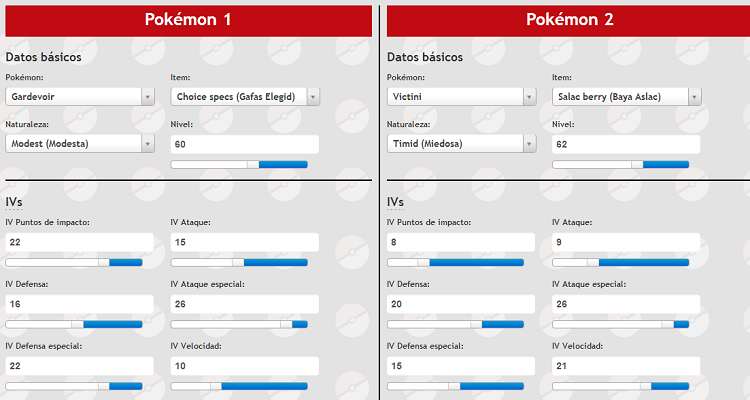 Pokémon 1
Datos básicos
Pokémon: Item:
Gardevoir Choice specs (Gafas Elegid)
Naturaleza: Nivel:
Modest (Modesta) 60
IVs
IV Puntos de impacto: IV Ataque:
22 15
IV Defensa: IV Ataque especial:
16 26
IV Defensa especial: IV Velocidad:
22 10
Pokémon 2
Datos básicos
Pokémon: Item:
Victini Salac berry (Baya Aslac)
Naturaleza: Nivel:
Timid (Miedosa) 62
IVs
IV Puntos de impacto: IV Ataque:
8 9
IV Defensa: IV Ataque especial:
20 26
IV Defensa especial: IV Velocidad:
15 21